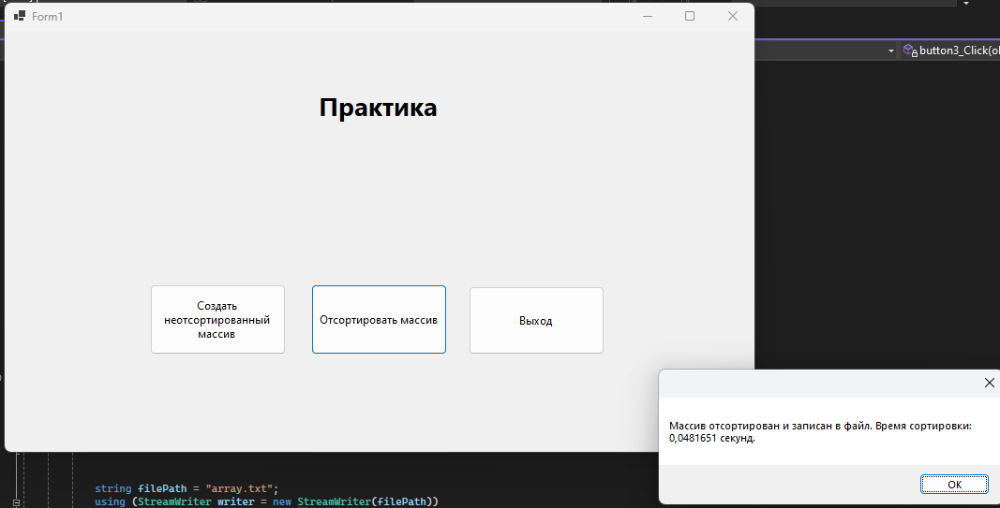 Form1
button3_Click(ol
Практика
Создать
неотсортированный
массив
Отсортировать массив
Выход
Массив отсортирован и записан в файл. Время сортировки:
0,0481651 секунд.
ОК
string filePath = "array.txt";
using (StreamWriter writer = new StreamWriter(filePath))